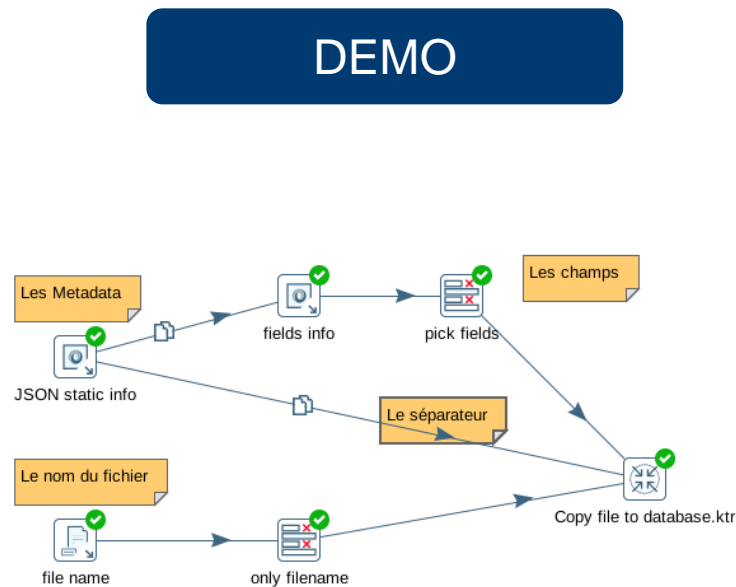 DEMO
Les Metadata
Les champs
fields info
pick fields
JSON static info
Le séparateur
Le nom du fichier
Copy file to database.ktr
file name
only filename